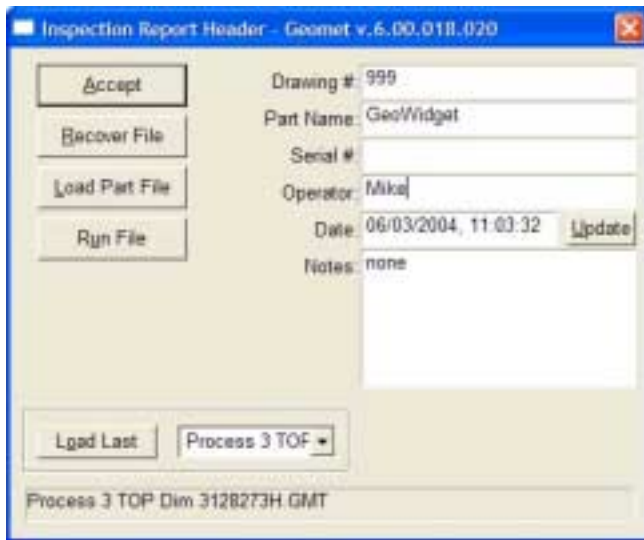 Inspection Report Header - Geomet v.6.00.018.020
Accept
Recover File
Load Part File
Run File
Drawing #: 999
Part Name: GeoWidget
Serial #:
Operator: Mike
Date: 06/03/2004, 11:03:32 Update
Notes: none
Load Last Process 3 TOP
Process 3 TOP Dim 3128273H.GMT